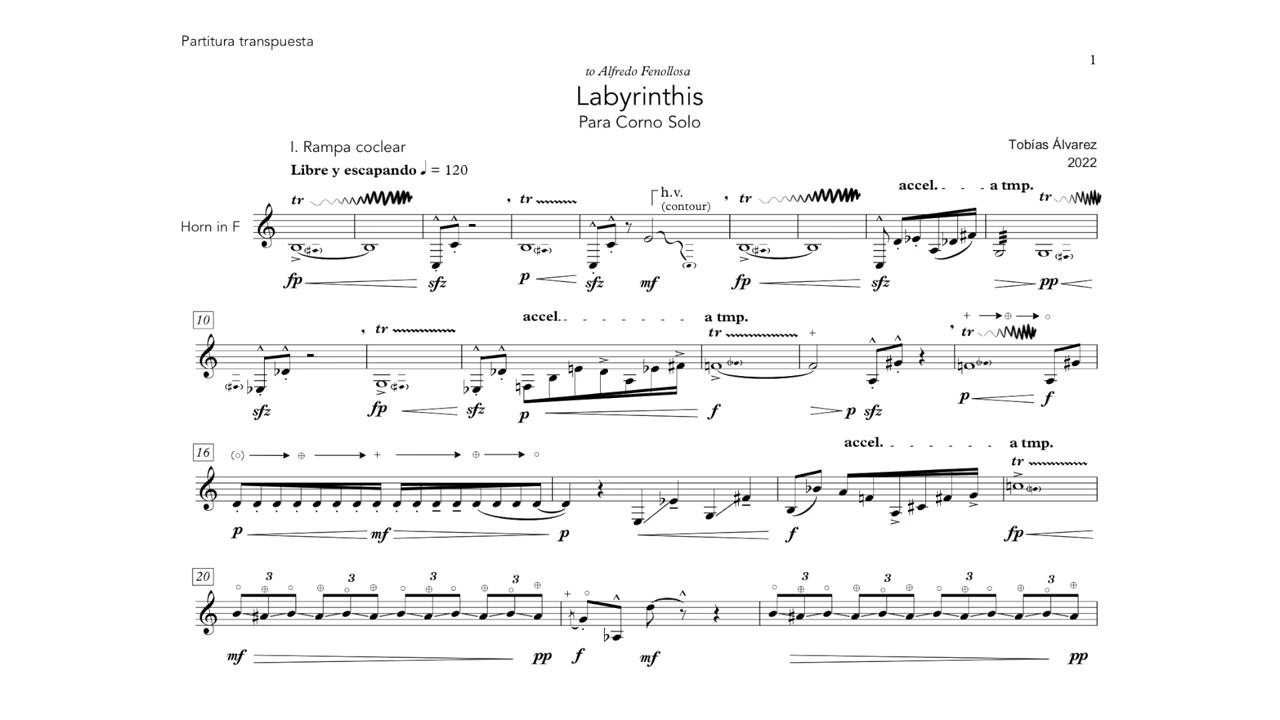 Partitura transpuesta
1
to Alfredo Fenollosa
Labyrinthis
Para Corno Solo
I. Rampa coclear
Tobías Álvarez
Libre y escapando ♩ = 120
2022
accel. a tmp.
tr tr h.v. tr tr
(contour)
Horn in F
fp sfz p sfz mf fp sfz pp
10 accel. a tmp. + ⊕ ○
tr tr + tr
sfz fp sfz p f p sfz p f
accel. a tmp.
16 (○) ⊕ + ⊕ ○
tr
p mf p f fp
20 3 3 3 3 3 3 3 3
mf pp f mf pp